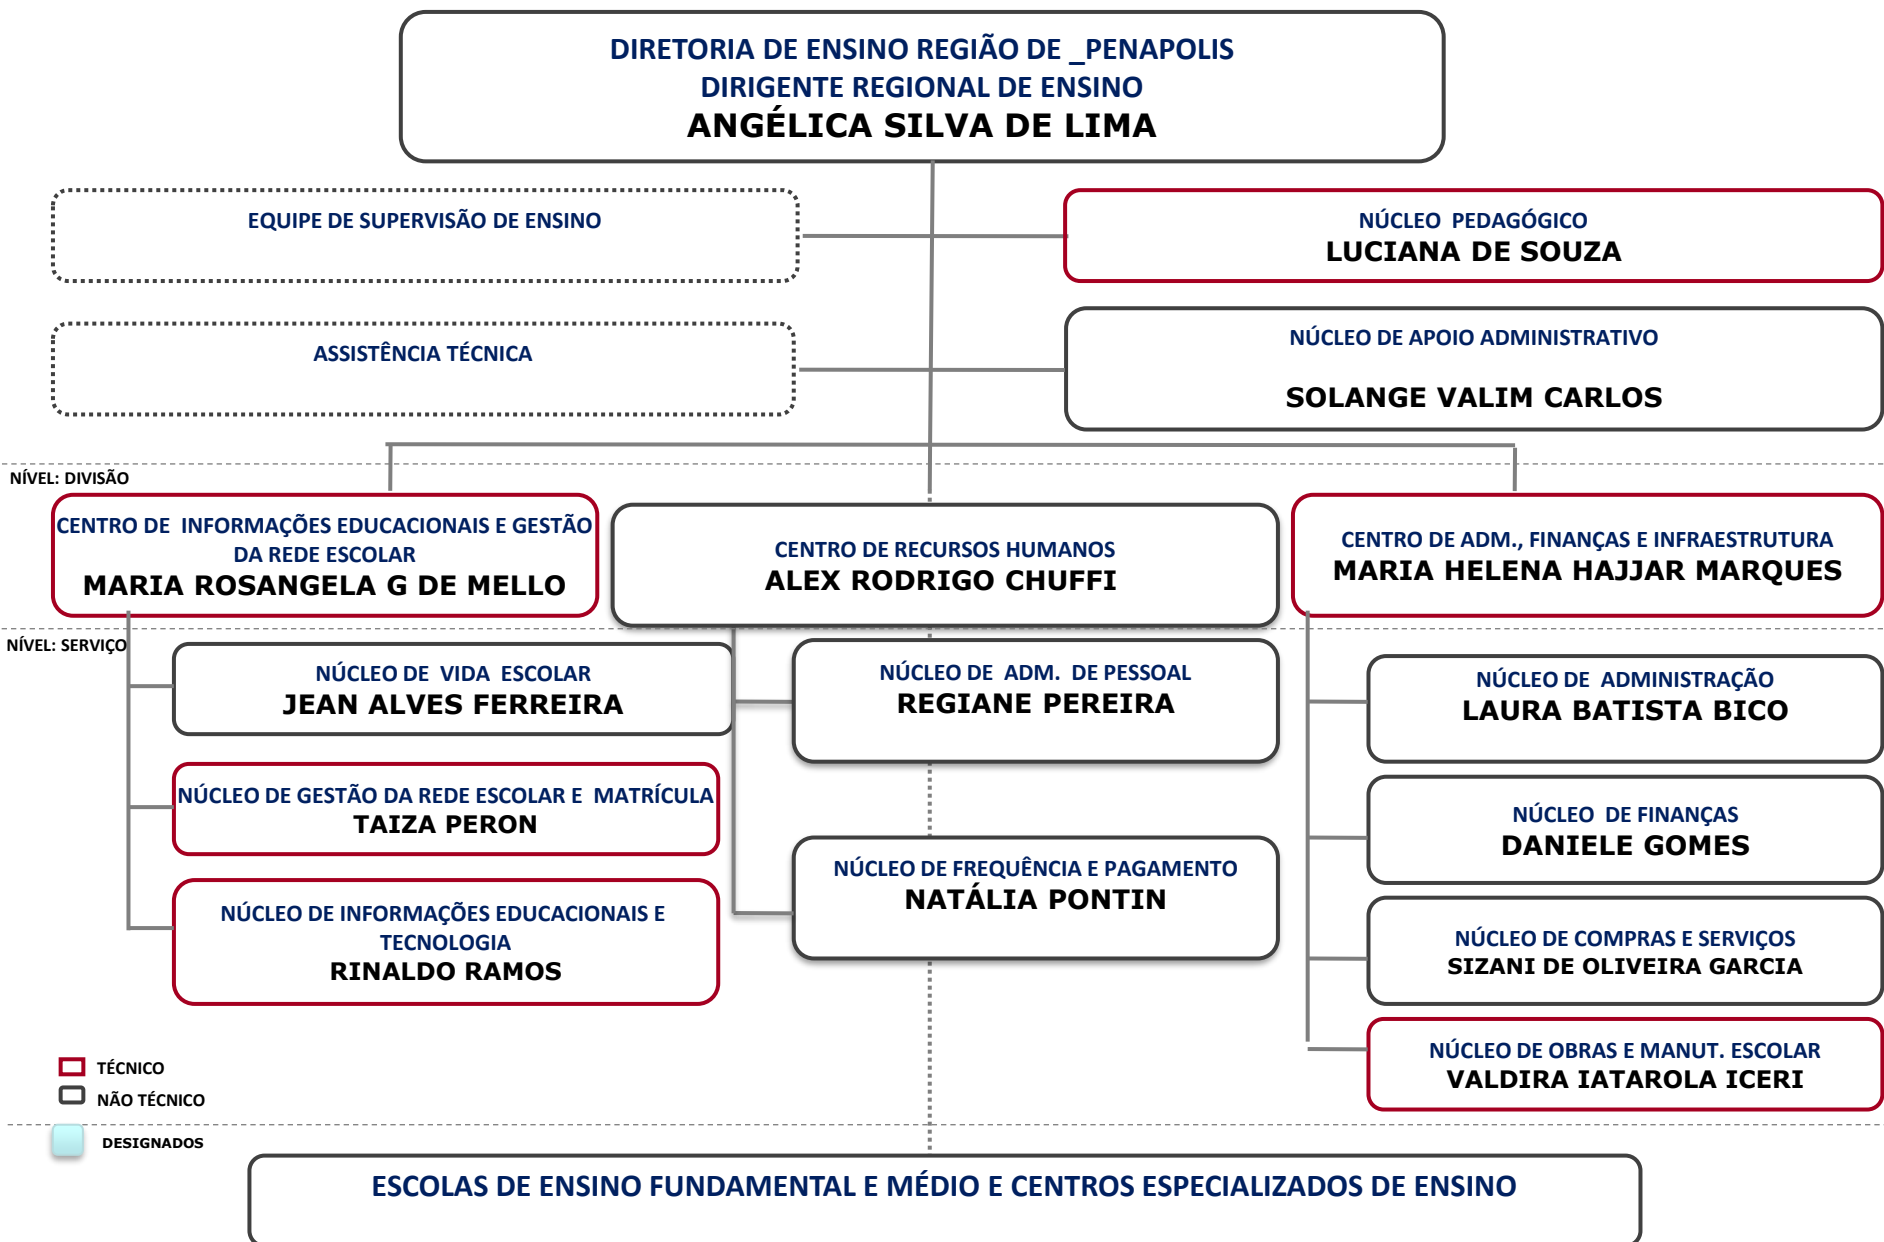 DIRETORIA DE ENSINO REGIÃO DE _PENAPOLIS
DIRIGENTE REGIONAL DE ENSINO
ANGÉLICA SILVA DE LIMA
EQUIPE DE SUPERVISÃO DE ENSINO
NÚCLEO PEDAGÓGICO
LUCIANA DE SOUZA
ASSISTÊNCIA TÉCNICA
NÚCLEO DE APOIO ADMINISTRATIVO
SOLANGE VALIM CARLOS
NÍVEL: DIVISÃO
CENTRO DE INFORMAÇÕES EDUCACIONAIS E GESTÃO
DA REDE ESCOLAR
MARIA ROSANGELA G DE MELLO
CENTRO DE RECURSOS HUMANOS
ALEX RODRIGO CHUFFI
CENTRO DE ADM., FINANÇAS E INFRAESTRUTURA
MARIA HELENA HAJJAR MARQUES
NÍVEL: SERVIÇO
NÚCLEO DE VIDA ESCOLAR
JEAN ALVES FERREIRA
NÚCLEO DE GESTÃO DA REDE ESCOLAR E MATRÍCULA
TAIZA PERON
NÚCLEO DE INFORMAÇÕES EDUCACIONAIS E
TECNOLOGIA
RINALDO RAMOS
NÚCLEO DE ADM. DE PESSOAL
REGIANE PEREIRA
NÚCLEO DE FREQUÊNCIA E PAGAMENTO
NATÁLIA PONTIN
NÚCLEO DE ADMINISTRAÇÃO
LAURA BATISTA BICO
NÚCLEO DE FINANÇAS
DANIELE GOMES
NÚCLEO DE COMPRAS E SERVIÇOS
SIZANI DE OLIVEIRA GARCIA
NÚCLEO DE OBRAS E MANUT. ESCOLAR
VALDIRA IATAROLA ICERI
TÉCNICO
NÃO TÉCNICO
DESIGNADOS
ESCOLAS DE ENSINO FUNDAMENTAL E MÉDIO E CENTROS ESPECIALIZADOS DE ENSINO